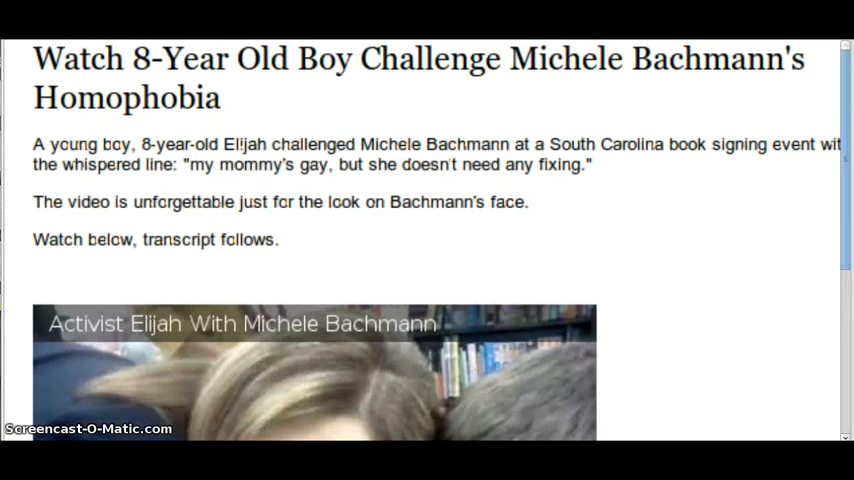 Watch 8-Year Old Boy Challenge Michele Bachmann's
Homophobia
A young boy, 8-year-old Elijah challenged Michele Bachmann at a South Carolina book signing event wit
the whispered line: "my mommy's gay, but she doesn't need any fixing."
The video is unforgettable just for the look on Bachmann's face.
Watch below, transcript follows.
Activist Elijah With Michele Bachmann
Screencast-O-Matic.com